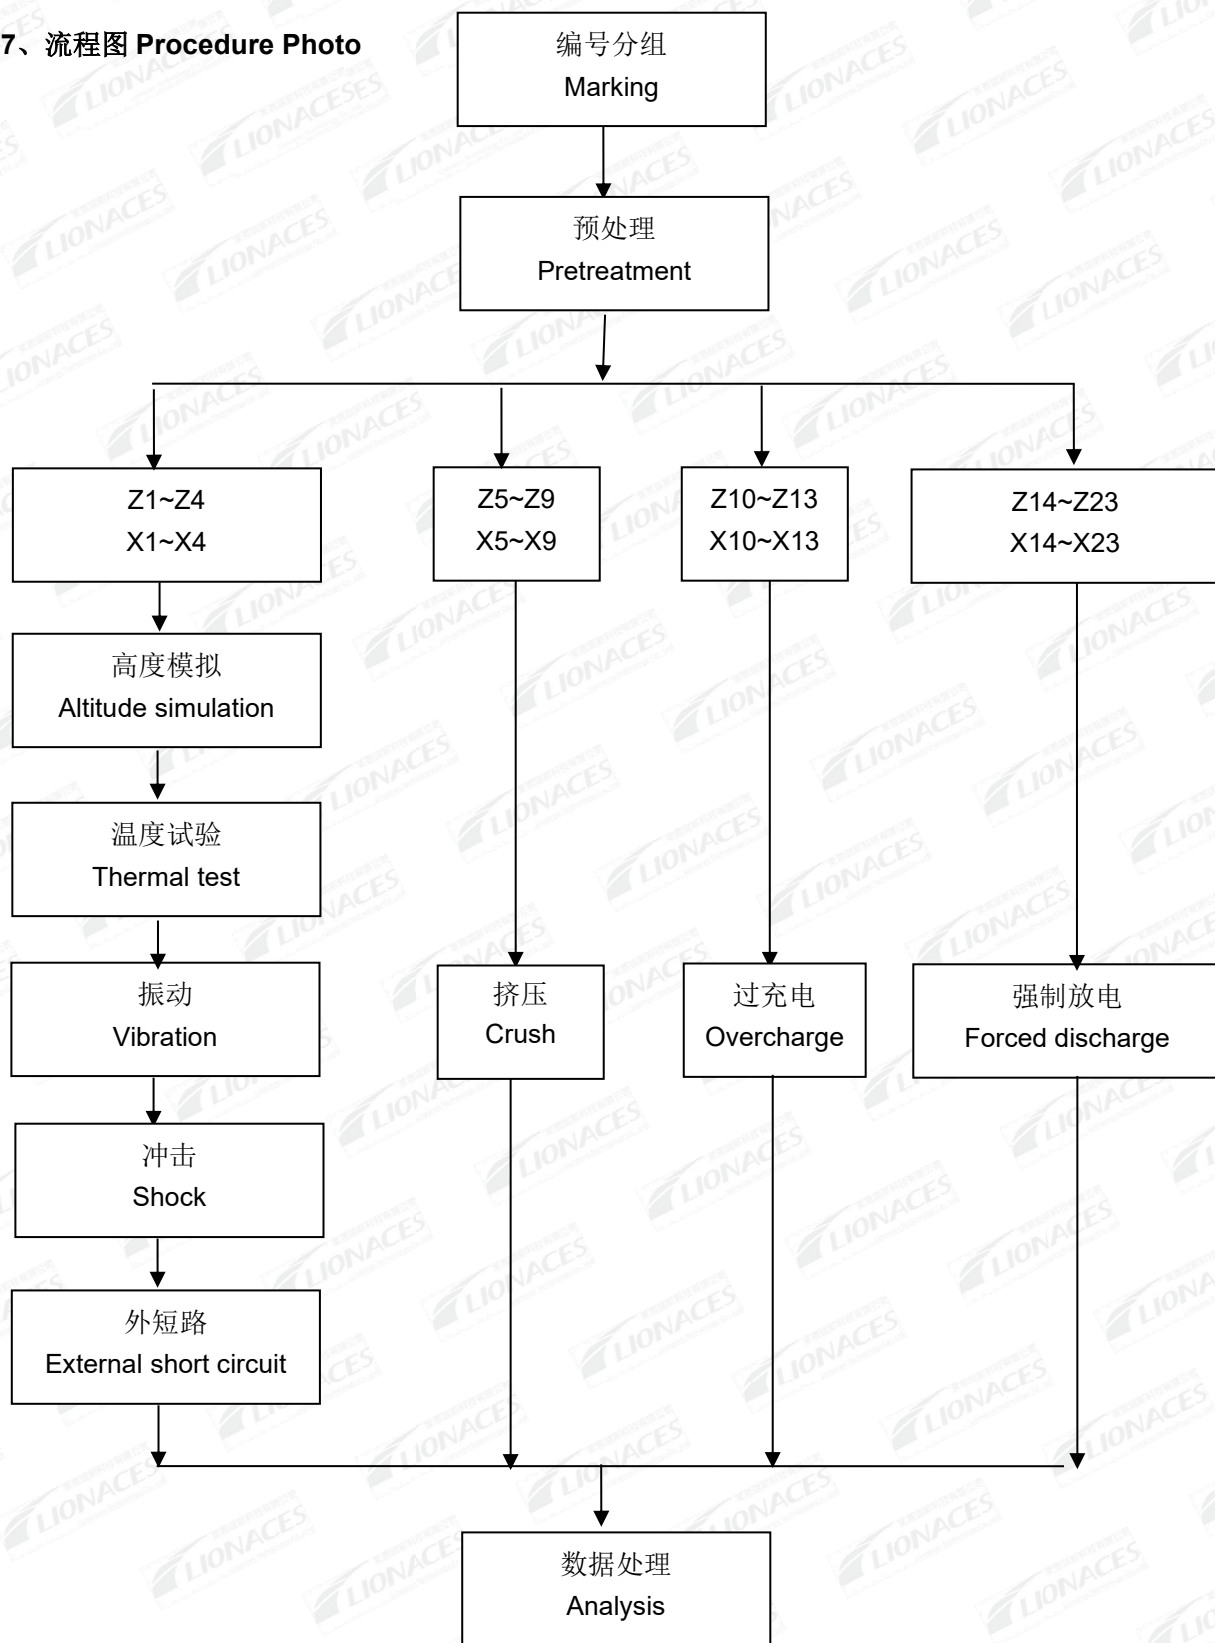 7、流程图 Procedure Photo
编号分组
Marking
预处理
Pretreatment
Z1~Z4
X1~X4
Z5~Z9
X5~X9
Z10~Z13
X10~X13
Z14~Z23
X14~X23
高度模拟
Altitude simulation
温度试验
Thermal test
振动
Vibration
挤压
Crush
过充电
Overcharge
强制放电
Forced discharge
冲击
Shock
外短路
External short circuit
数据处理
Analysis
LIONACES